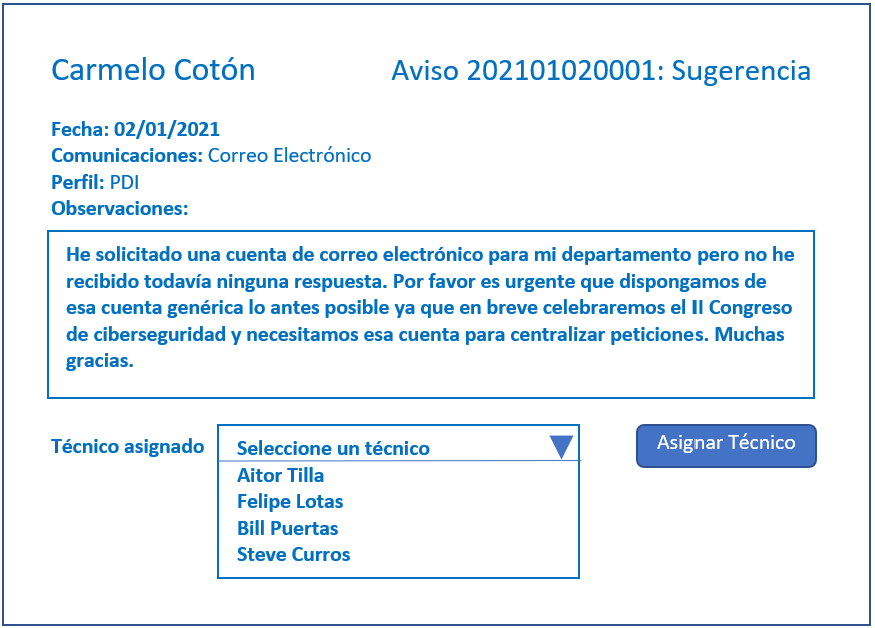 Carmelo Cotón
Aviso 202101020001: Sugerencia
Fecha: 02/01/2021
Comunicaciones: Correo Electrónico
Perfil: PDI
Observaciones:
He solicitado una cuenta de correo electrónico para mi departamento pero no he
recibido todavía ninguna respuesta. Por favor es urgente que dispongamos de
esa cuenta genérica lo antes posible ya que en breve celebraremos el II Congreso
de ciberseguridad y necesitamos esa cuenta para centralizar peticiones. Muchas
gracias.
Técnico asignado
Seleccione un técnico
Aitor Tilla
Felipe Lotas
Bill Puertas
Steve Curros
Asignar Técnico